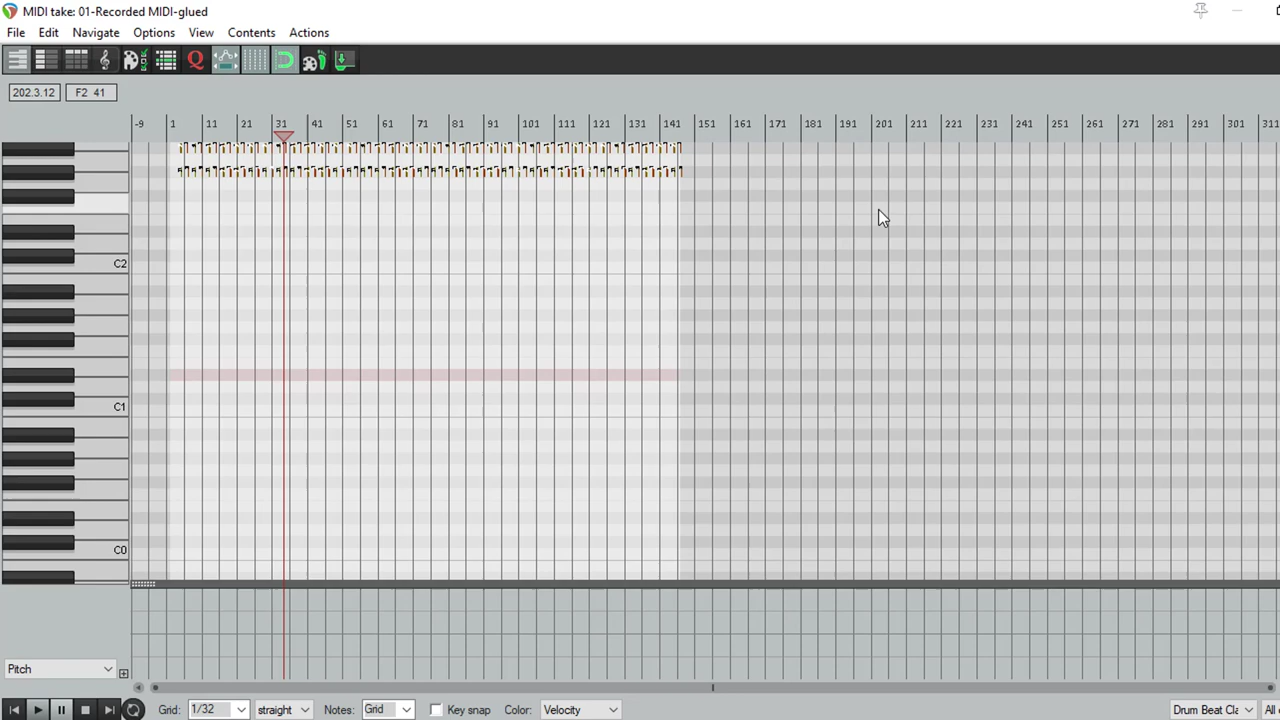 MIDI take: 01-Recorded MIDI-glued
File Edit Navigate Options View Contents Actions
Q
202.3.12 F2 41
-9 1 11 21 31 41 51 61 71 81 91 101 111 121 131 141 151 161 171 181 191 201 211 221 231 241 251 261 271 281 291 301 311
C2
C1
C0
Pitch
Grid: 1/32 straight Notes: Grid Key snap Color: Velocity Drum Beat Cla All